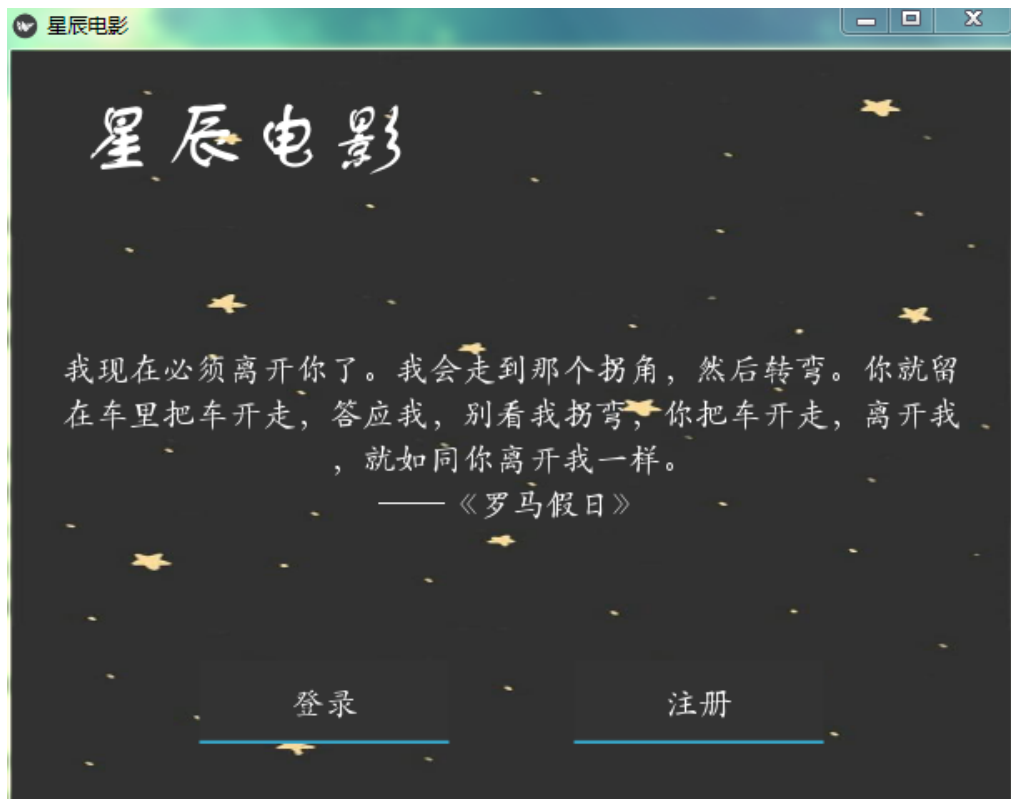 星辰电影
星辰电影
我现在必须离开你了。我会走到那个拐角，然后转弯。你就留
在车里把车开走，答应我，别看我拐弯，你把车开走，离开我
，就如同你离开我一样。
——《罗马假日》
登录
注册